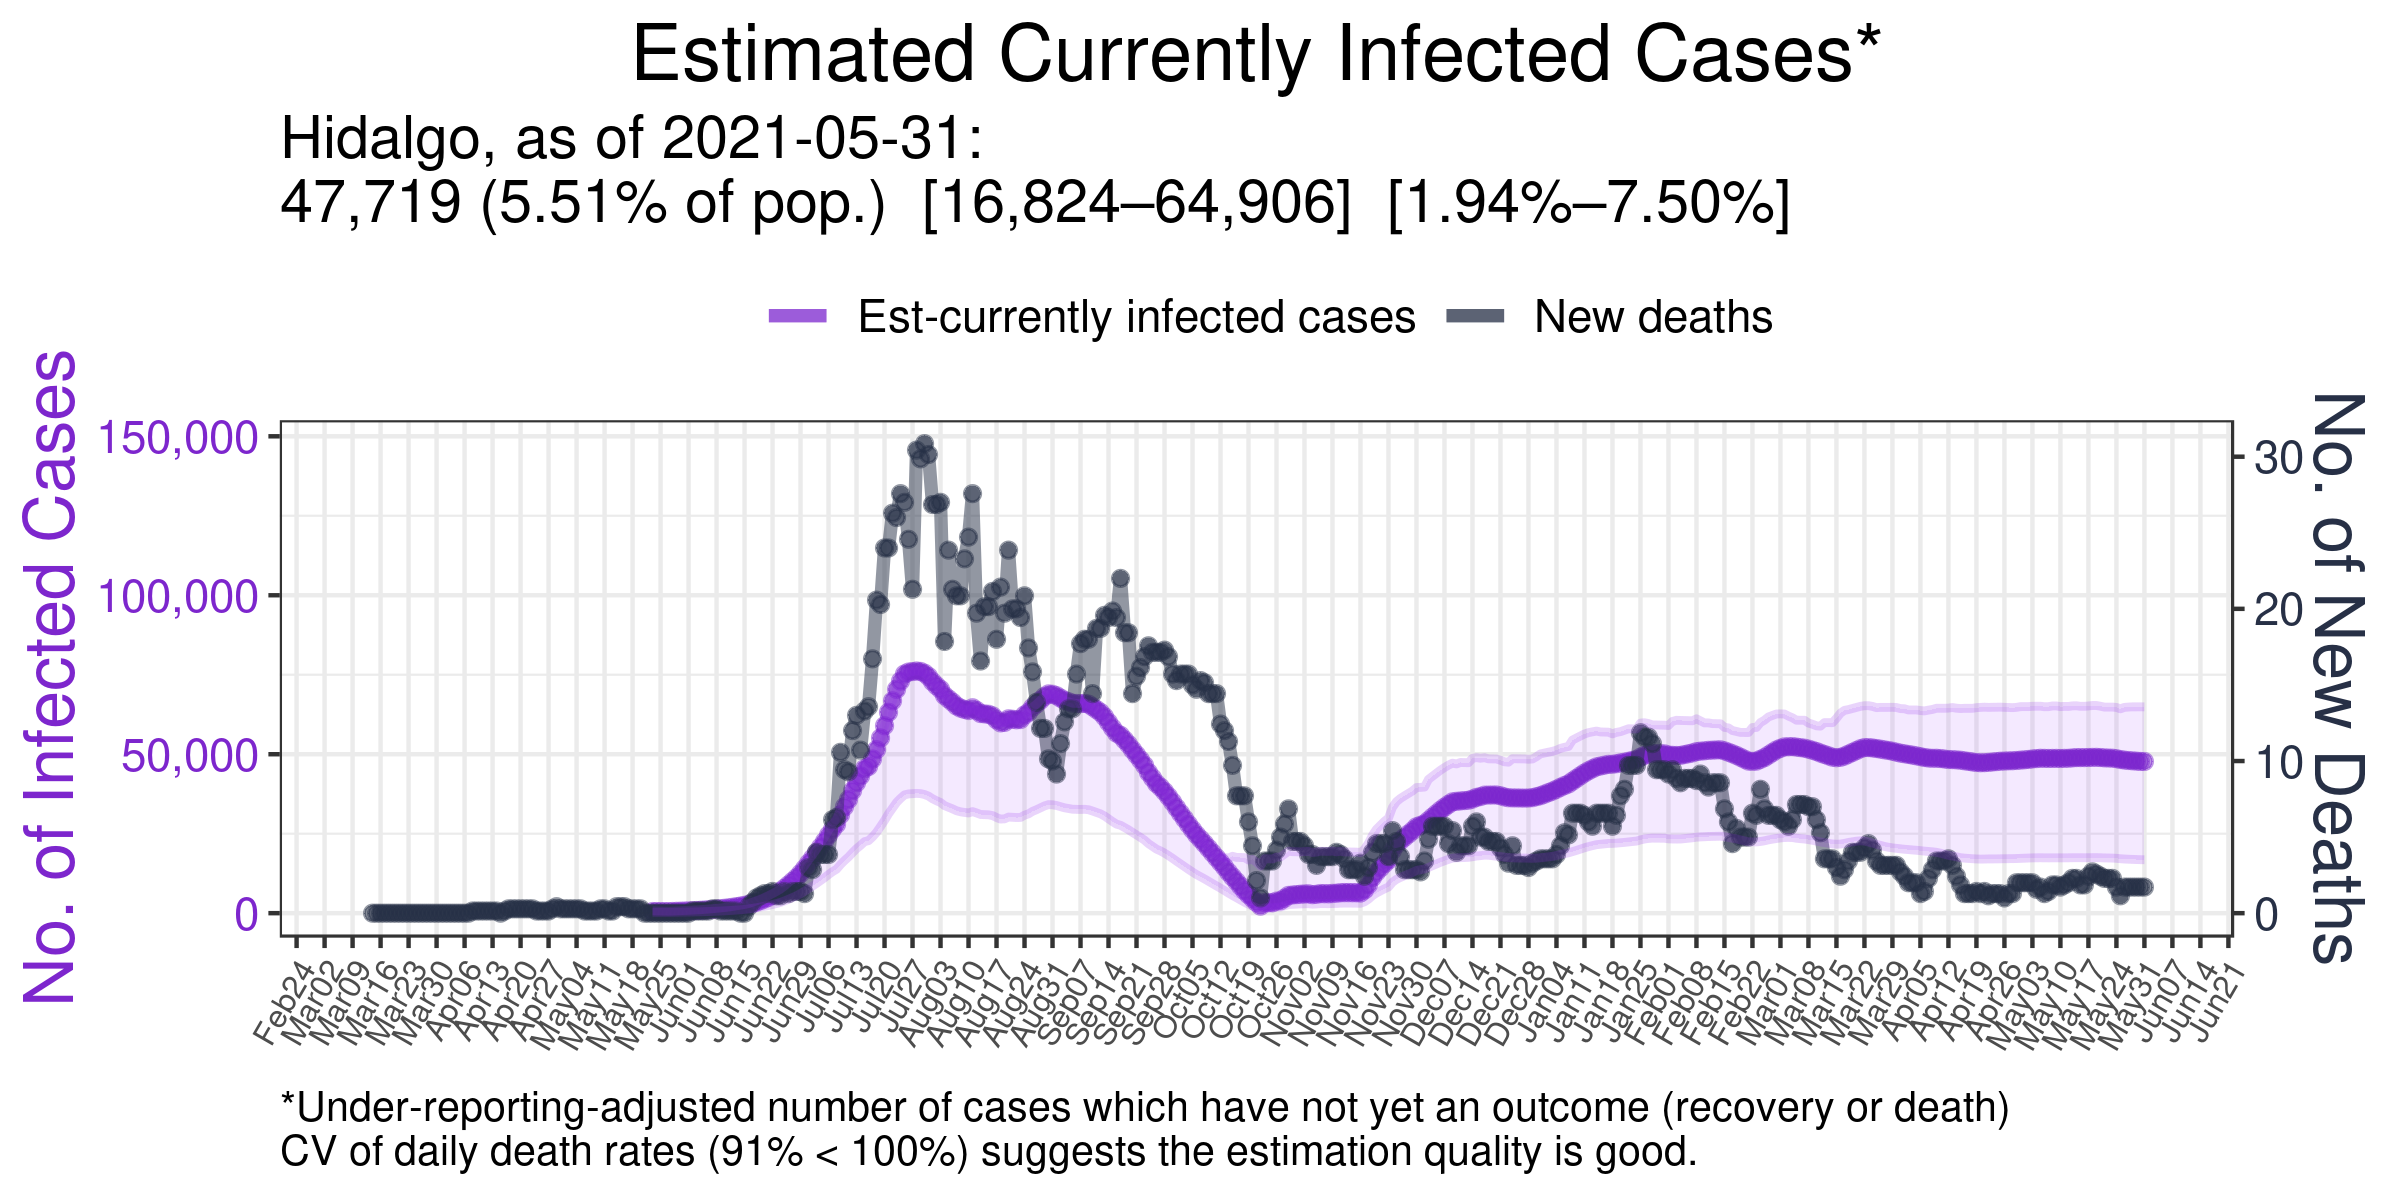 Estimated Currently Infected Cases*
Hidalgo, as of 2021-05-31:
47,719 (5.51% of pop.) [16,824–64,906] [1.94%–7.50%]
Est-currently infected cases
New deaths
No. of Infected Cases
150,000
100,000
50,000
0
30
20
10
0
No. of New Deaths
Feb24
Mar02
Mar09
Mar16
Mar23
Mar30
Apr06
Apr13
Apr20
Apr27
May04
May11
May18
May25
Jun01
Jun08
Jun15
Jun22
Jun29
Jul06
Jul13
Jul20
Jul27
Aug03
Aug10
Aug17
Aug24
Aug31
Sep07
Sep14
Sep21
Sep28
Oct05
Oct12
Oct19
Oct26
Nov02
Nov09
Nov16
Nov23
Nov30
Dec07
Dec14
Dec21
Dec28
Jan04
Jan11
Jan18
Jan25
Feb01
Feb08
Feb15
Feb22
Mar01
Mar08
Mar15
Mar22
Mar29
Apr05
Apr12
Apr19
Apr26
May03
May10
May17
May24
May31
Jun07
Jun14
Jun21
*Under-reporting-adjusted number of cases which have not yet an outcome (recovery or death)
CV of daily death rates (91% < 100%) suggests the estimation quality is good.